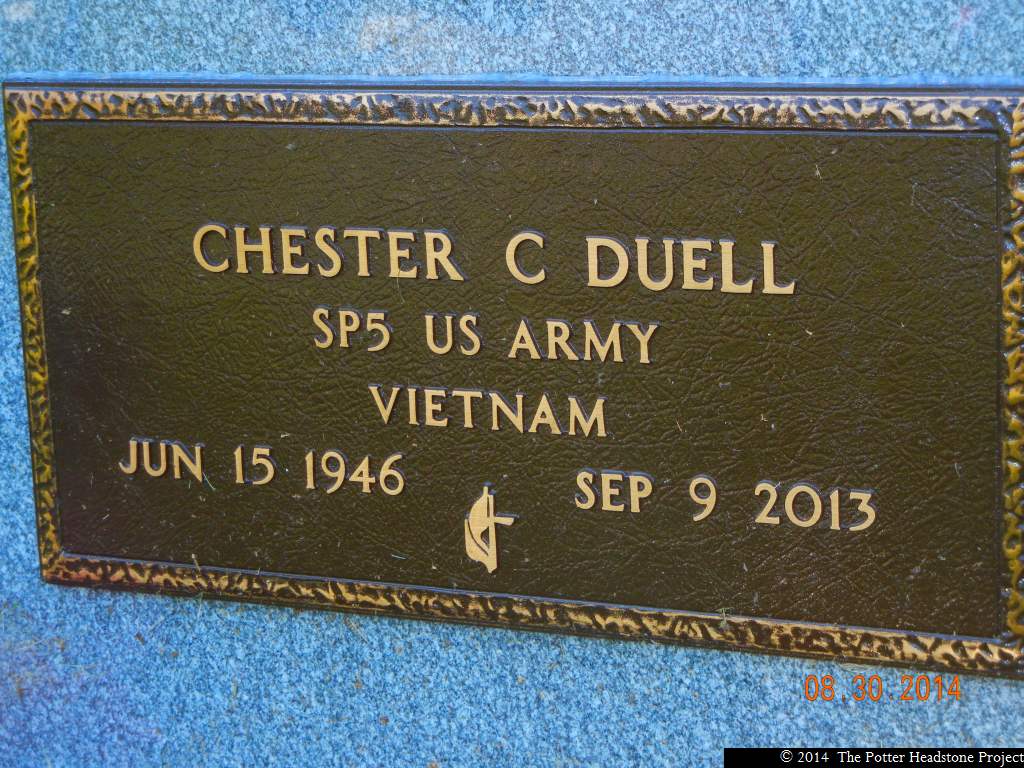 CHESTER C DUELL
SP5 US ARMY
VIETNAM
JUN 15 1946 SEP 9 2013
08.30.2014
© 2014 The Potter Headstone Project